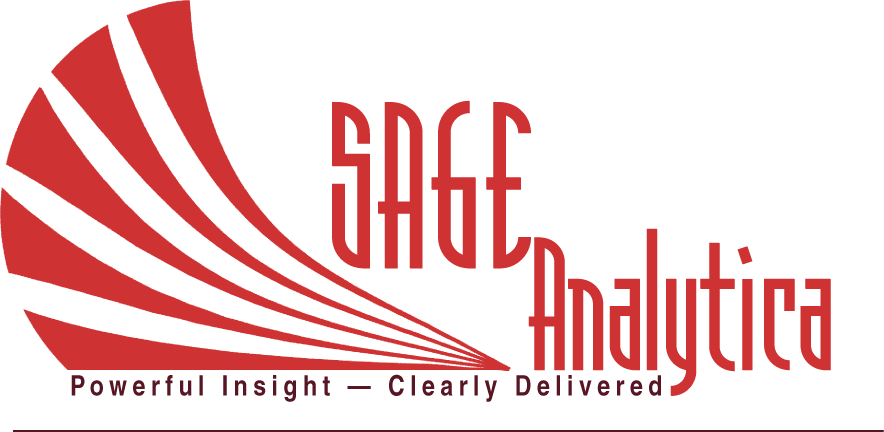 SAGE
Analytica
Powerful Insight — Clearly Delivered